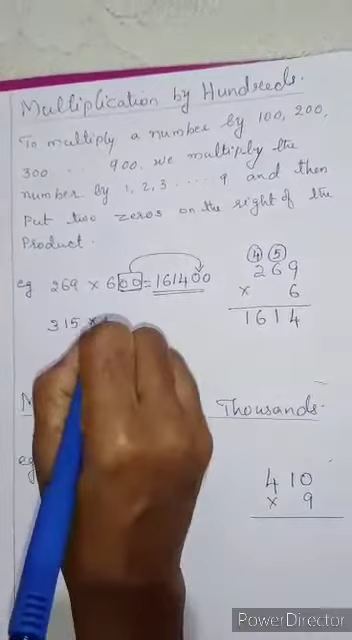 Multiplication by Hundreds.
To multiply a number by 100, 200,
300 .... 900. we multiply the
number by 1, 2, 3 ..... 9 and then
Put two zeros on the right of the
Product.
eg 269 × 600 = 161400
4 5
269
× 6
1614
315 ×
Thousands.
eg
410
× 9
PowerDirector